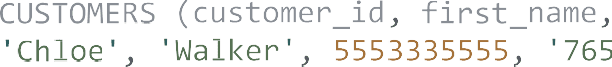 CUSTOMERS (customer_id, first_name,
'Chloe', 'Walker', 5553335555, '765